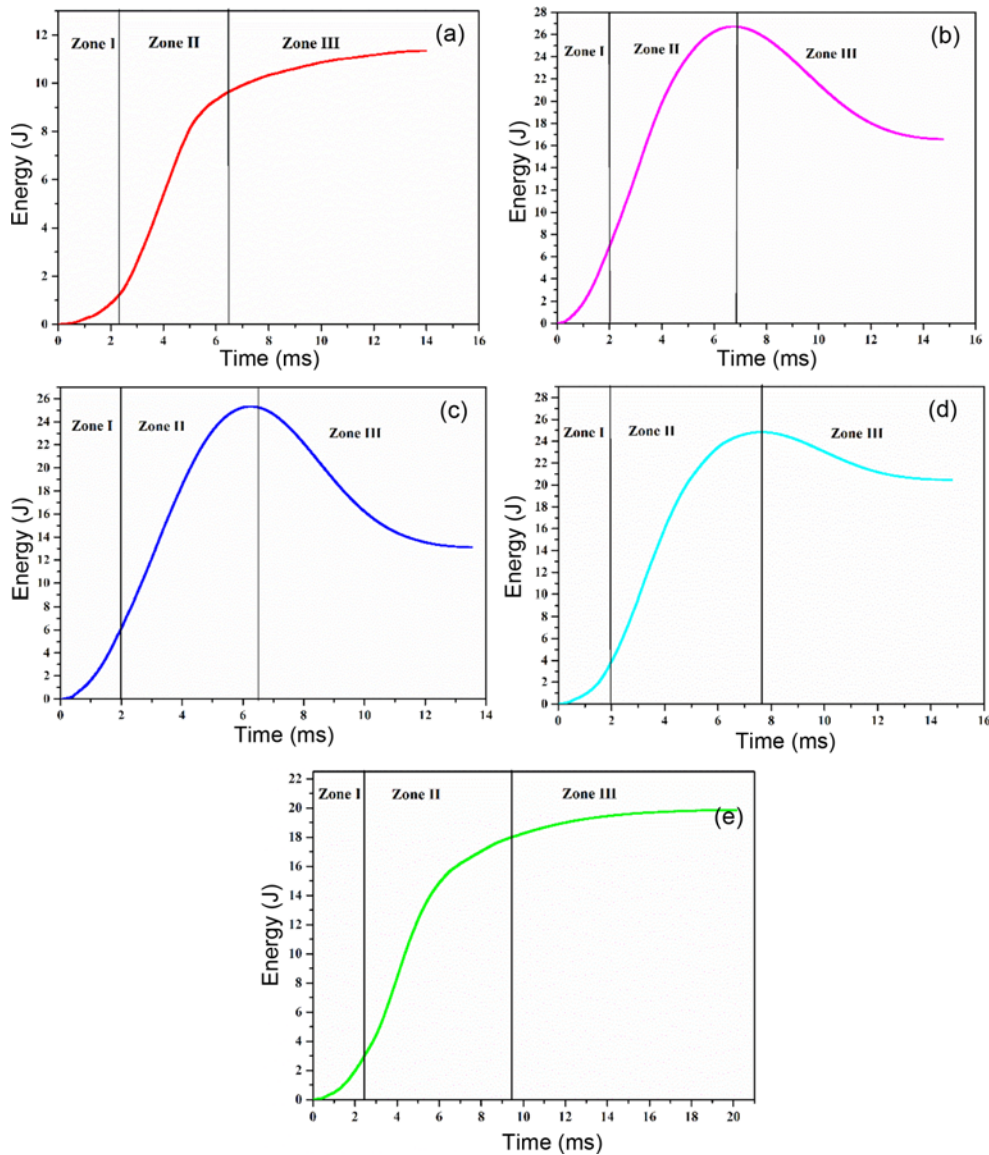 (a)
Zone I Zone II Zone III
Energy (J)
12
10
8
6
4
2
0
0 2 4 6 8 10 12 14 16
Time (ms)
(b)
Zone I Zone II Zone III
Energy (J)
28
26
24
22
20
18
16
14
12
10
8
6
4
2
0
0 2 4 6 8 10 12 14 16
Time (ms)
(c)
Zone I Zone II Zone III
Energy (J)
26
24
22
20
18
16
14
12
10
8
6
4
2
0
0 2 4 6 8 10 12 14
Time (ms)
(d)
Zone I Zone II Zone III
Energy (J)
28
26
24
22
20
18
16
14
12
10
8
6
4
2
0
0 2 4 6 8 10 12 14 16
Time (ms)
Zone I Zone II Zone III
(e)
Energy (J)
22
20
18
16
14
12
10
8
6
4
2
0
0 2 4 6 8 10 12 14 16 18 20
Time (ms)